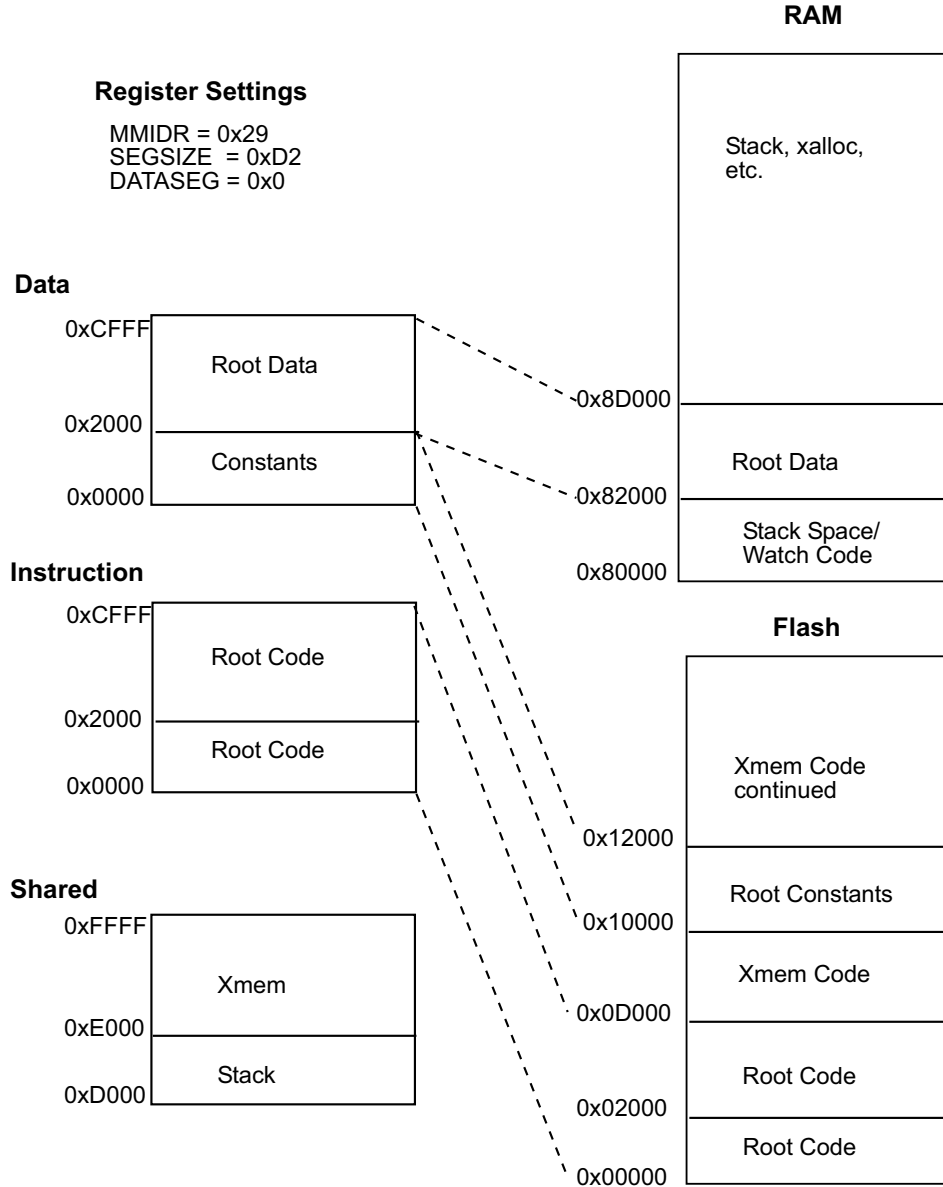 RAM
Register Settings
MMIDR = 0x29
SEGSIZE = 0xD2
DATASEG = 0x0
Stack, xalloc,
etc.
Data
0xCFFF
Root Data
0x2000
Constants
0x0000
0x8D000
Root Data
0x82000
Stack Space/
Watch Code
0x80000
Instruction
0xCFFF
Root Code
0x2000
Root Code
0x0000
Flash
Xmem Code
continued
0x12000
Root Constants
0x10000
Xmem Code
0x0D000
Root Code
0x02000
Root Code
0x00000
Shared
0xFFFF
Xmem
0xE000
Stack
0xD000